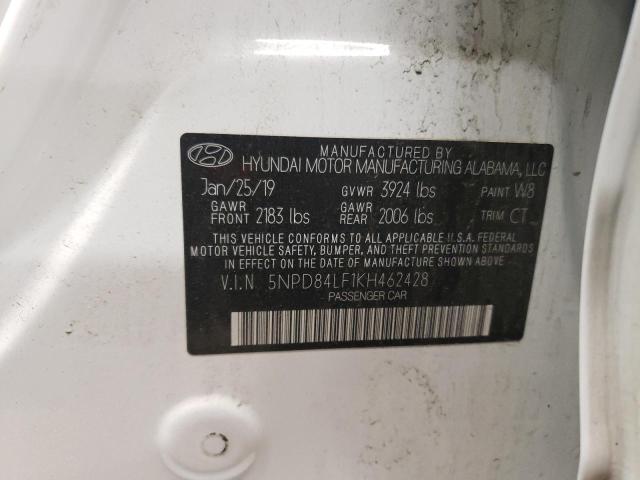 MANUFACTURED BY
HYUNDAI MOTOR MANUFACTURING ALABAMA, LLC
Jan/25/19 GVWR 3924 lbs PAINT W8
GAWR FRONT 2183 lbs GAWR REAR 2006 lbs TRIM CT
THIS VEHICLE CONFORMS TO ALL APPLICABLE U.S.A. FEDERAL
MOTOR VEHICLE SAFETY, BUMPER, AND THEFT PREVENTION STANDARDS
IN EFFECT ON THE DATE OF MANUFACTURE SHOWN ABOVE.
V.I.N 5NPD84LF1KH462428
PASSENGER CAR